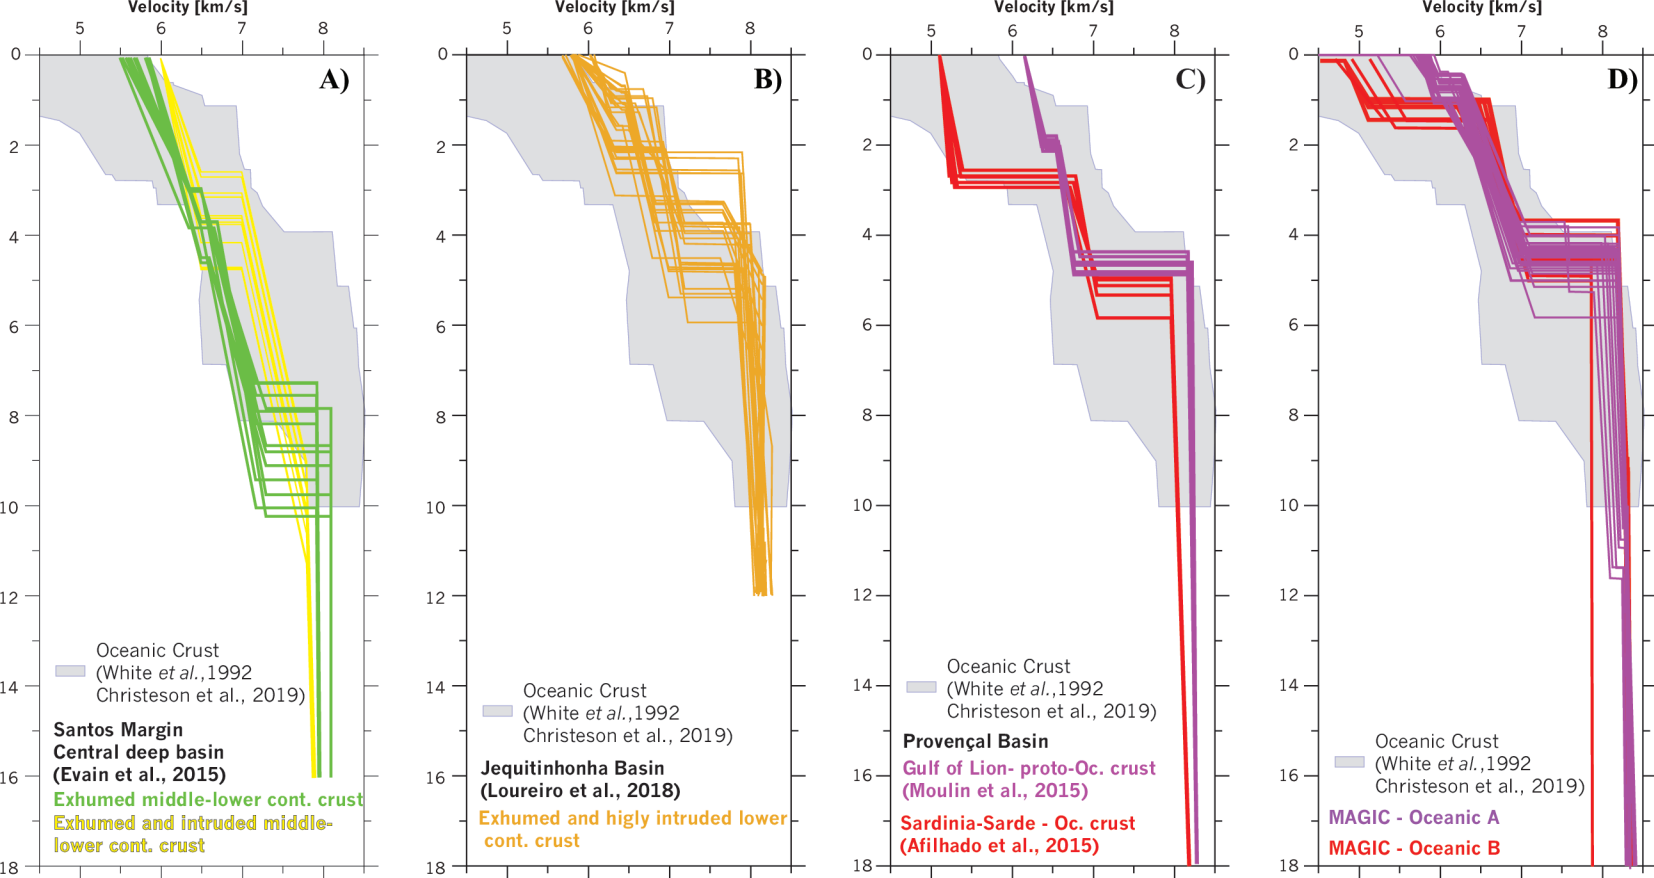 Velocity [km/s]
5 6 7 8
0
2
4
6
8
10
12
14
16
18
A)
Oceanic Crust
(White et al.,1992
Christeson et al., 2019)
Santos Margin
Central deep basin
(Evain et al., 2015)
Exhumed middle-lower cont. crust
Exhumed and intruded middle-
lower cont. crust
Velocity [km/s]
5 6 7 8
0
2
4
6
8
10
12
14
16
18
B)
Oceanic Crust
(White et al.,1992
Christeson et al., 2019)
Jequitinhonha Basin
(Loureiro et al., 2018)
Exhumed and higly intruded lower
cont. crust
Velocity [km/s]
5 6 7 8
0
2
4
6
8
10
12
14
16
18
C)
Oceanic Crust
(White et al.,1992
Christeson et al., 2019)
Provençal Basin
Gulf of Lion- proto-Oc. crust
(Moulin et al., 2015)
Sardinia-Sarde - Oc. crust
(Afilhado et al., 2015)
Velocity [km/s]
5 6 7 8
0
2
4
6
8
10
12
14
16
18
D)
Oceanic Crust
(White et al.,1992
Christeson et al., 2019)
MAGIC - Oceanic A
MAGIC - Oceanic B